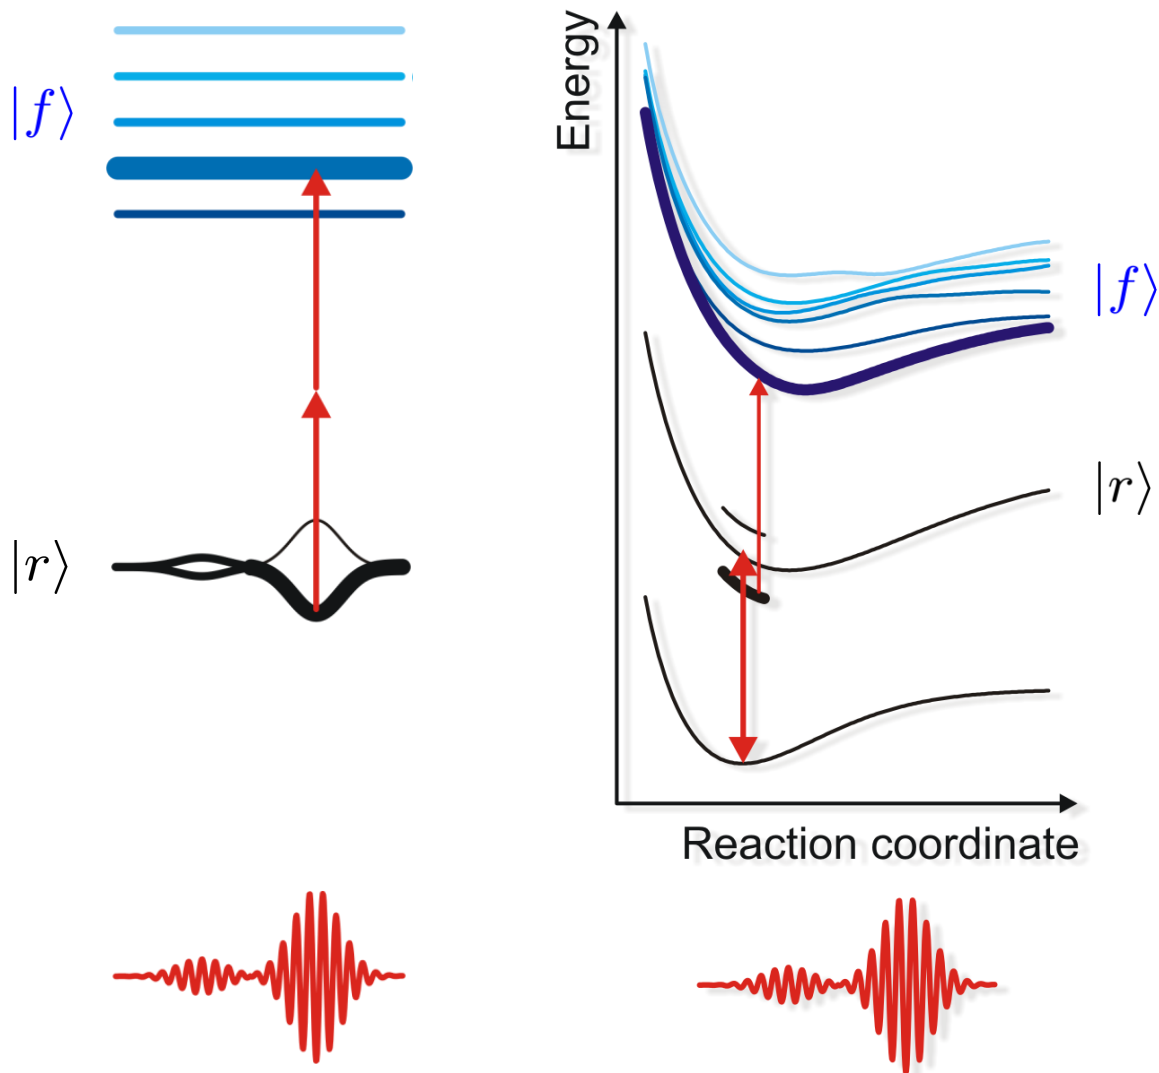 |f⟩
|r⟩
Energy
|f⟩
|r⟩
Reaction coordinate